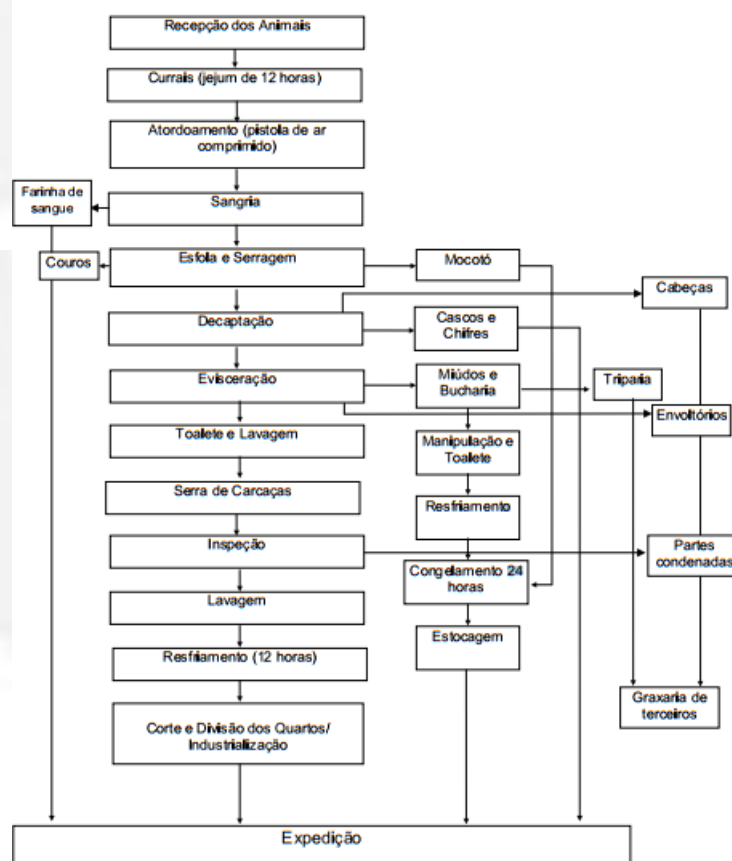 Recepção dos Animais
Currais (jejum de 12 horas)
Atordoamento (pistola de ar
comprimido)
Farinha de
sangue
Sangria
Couros
Esfola e Serragem
Mocotó
Cabeças
Decaptação
Cascos e
Chifres
Evisceração
Miúdos e
Bucharia
Triparia
Envoltórios
Toalete e Lavagem
Manipulação e
Toalete
Serra de Carcaças
Resfriamento
Inspeção
Partes
condenadas
Congelamento 24
horas
Lavagem
Estocagem
Resfriamento (12 horas)
Graxaria de
terceiros
Corte e Divisão dos Quartos/
Industrialização
Expedição